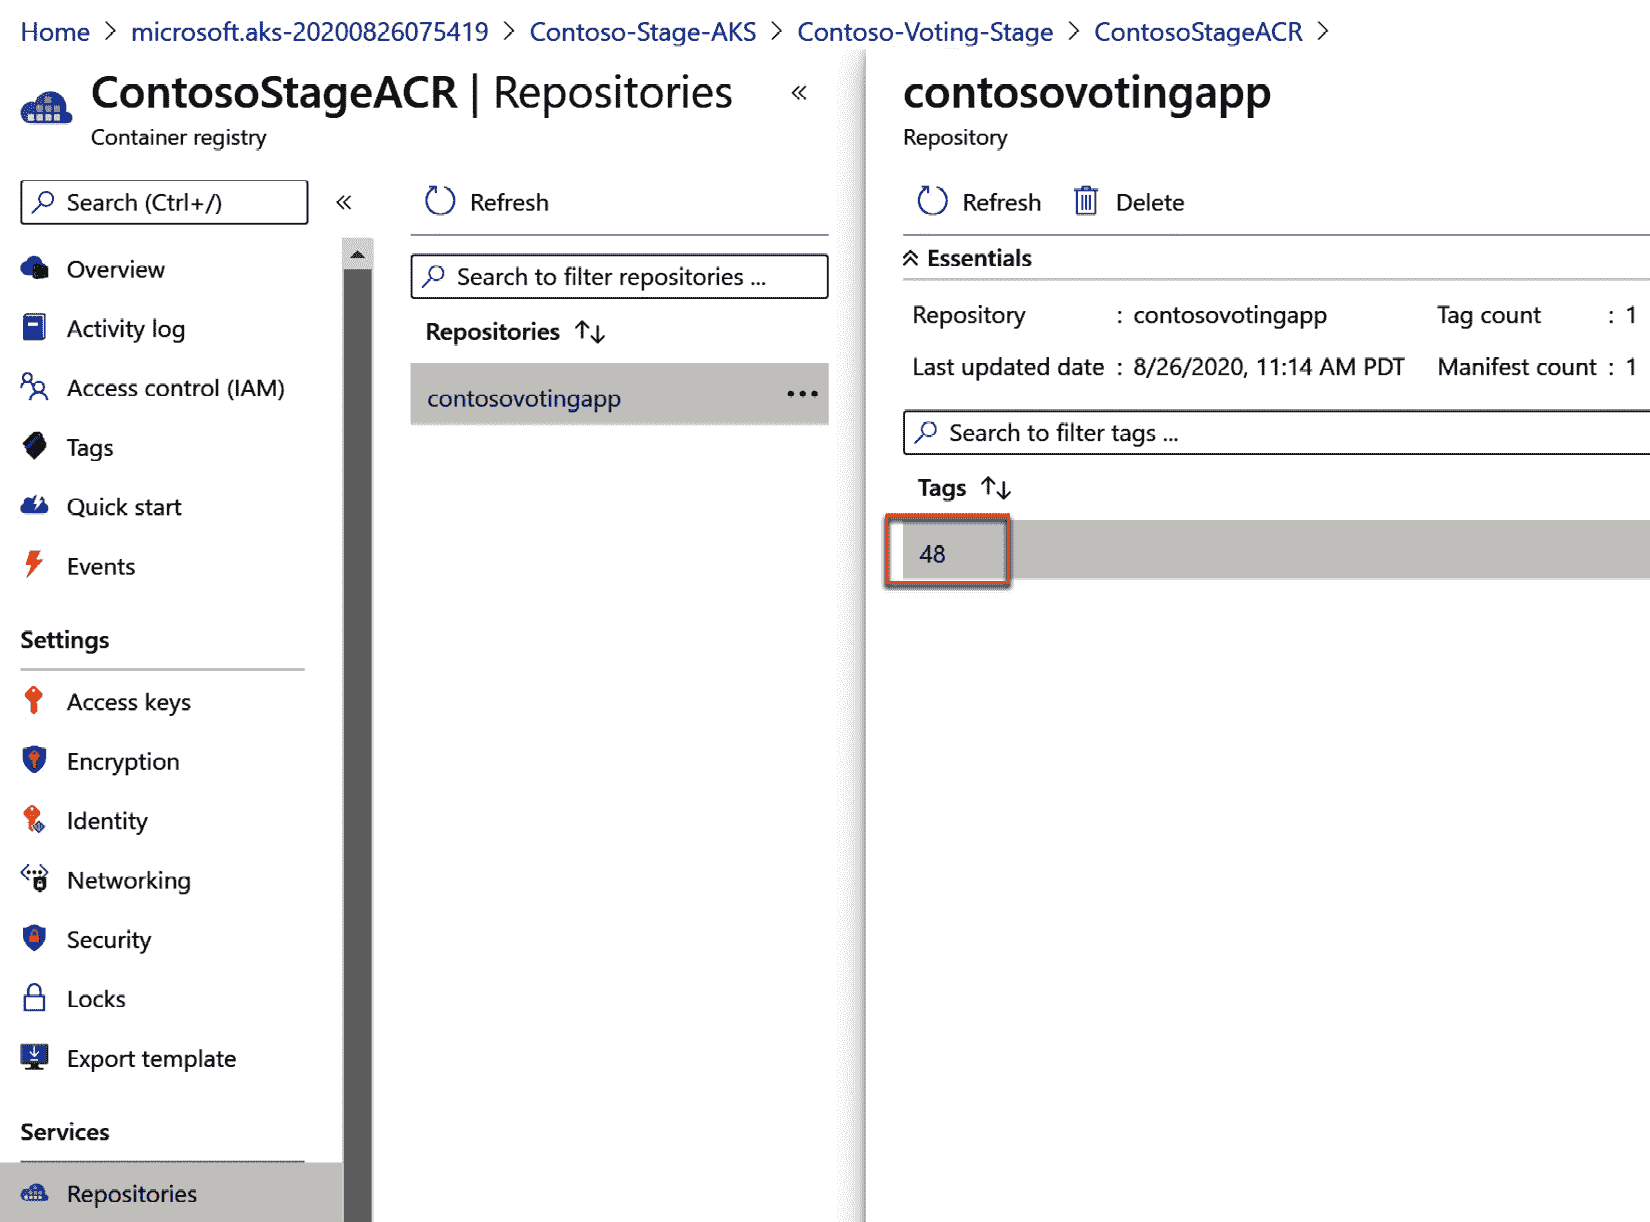 Home > microsoft.aks-20200826075419 > Contoso-Stage-AKS > Contoso-Voting-Stage > ContosoStageACR >
ContosoStageACR | Repositories «
Container registry
Search (Ctrl+/) «
Overview
Activity log
Access control (IAM)
Tags
Quick start
Events
Settings
Access keys
Encryption
Identity
Networking
Security
Locks
Export template
Services
Repositories
Refresh
Search to filter repositories ...
Repositories ↑↓
contosovotingapp ...
contosovotingapp
Repository
Refresh Delete
Essentials
Repository : contosovotingapp Tag count : 1
Last updated date : 8/26/2020, 11:14 AM PDT Manifest count : 1
Search to filter tags ...
Tags ↑↓
48